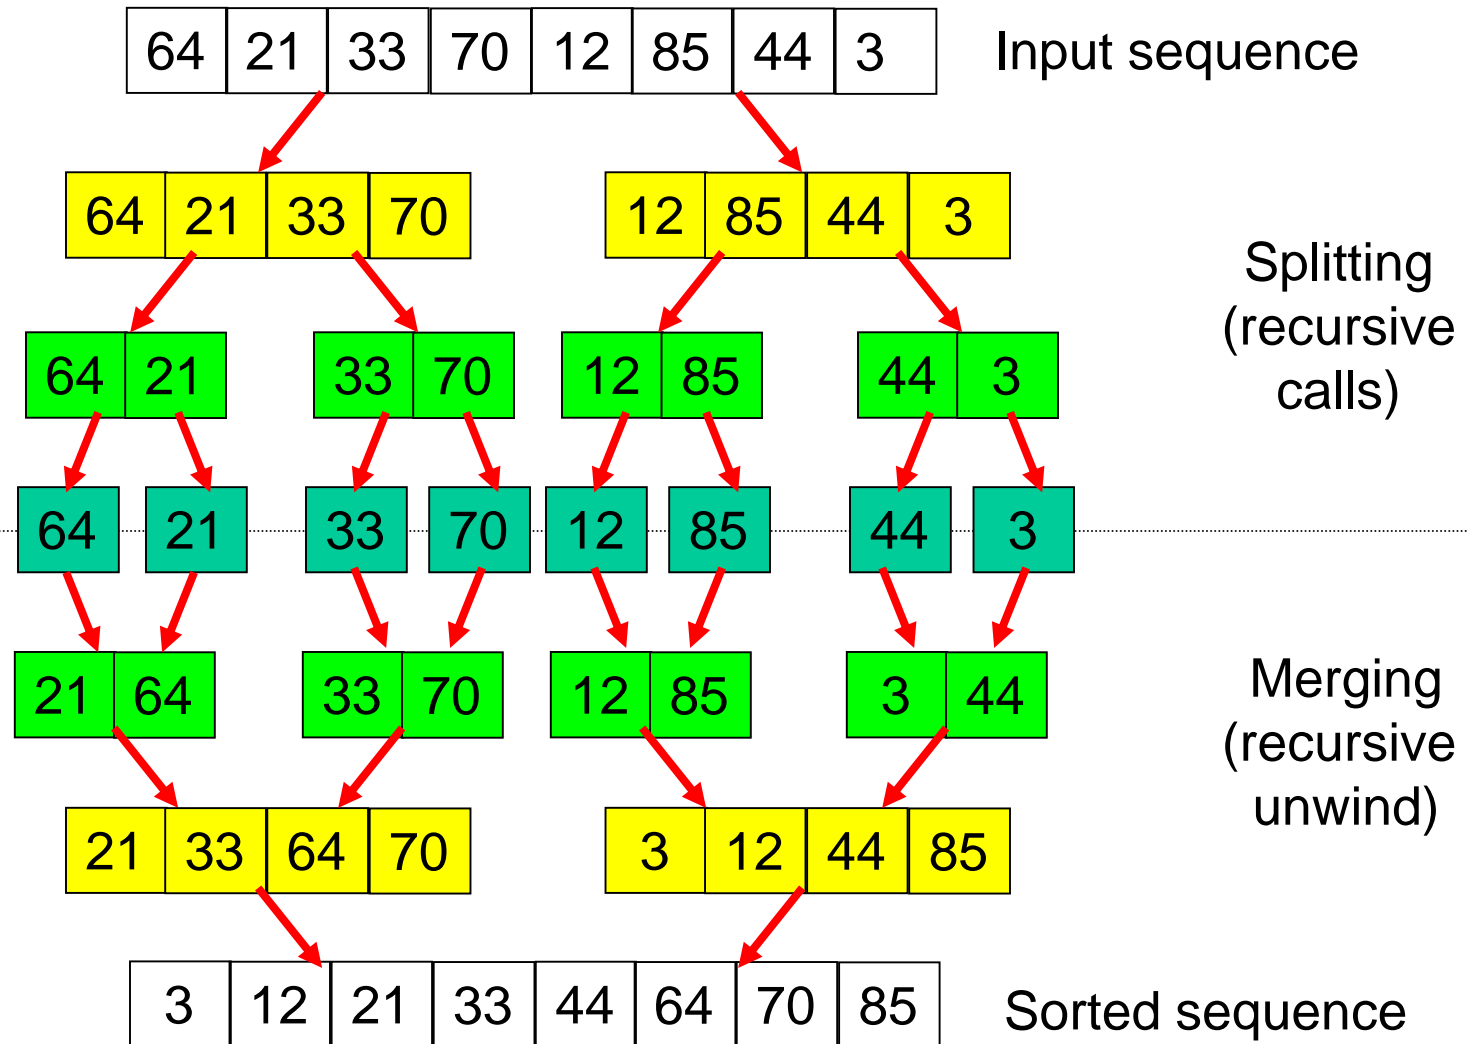 64 21 33 70 12 85 44 3 Input sequence
64 21 33 70 12 85 44 3
Splitting
(recursive
calls)
64 21 33 70 12 85 44 3
64 21 33 70 12 85 44 3
21 64 33 70 12 85 3 44
Merging
(recursive
unwind)
21 33 64 70 3 12 44 85
3 12 21 33 44 64 70 85 Sorted sequence